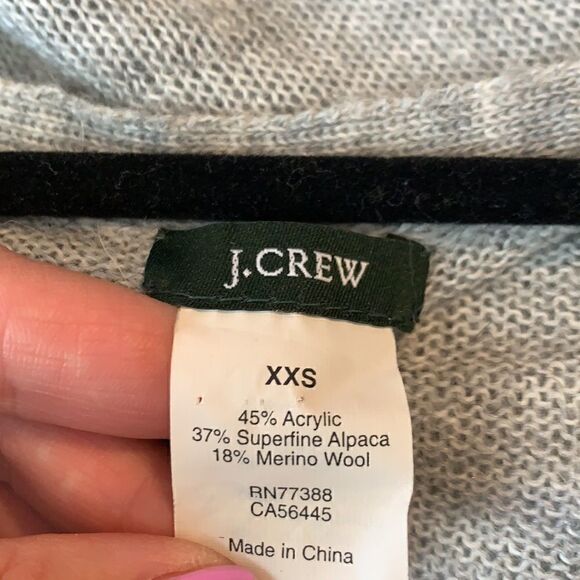 J.CREW
XXS
45% Acrylic
37% Superfine Alpaca
18% Merino Wool
RN77388
CA56445
Made in China